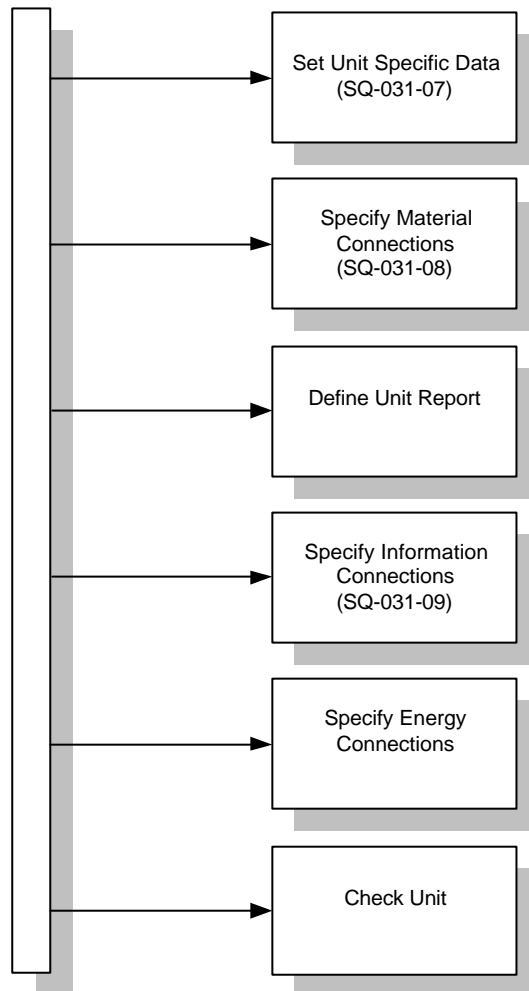 Set Unit Specific Data
(SQ-031-07)
Specify Material
Connections
(SQ-031-08)
Define Unit Report
Specify Information
Connections
(SQ-031-09)
Specify Energy
Connections
Check Unit